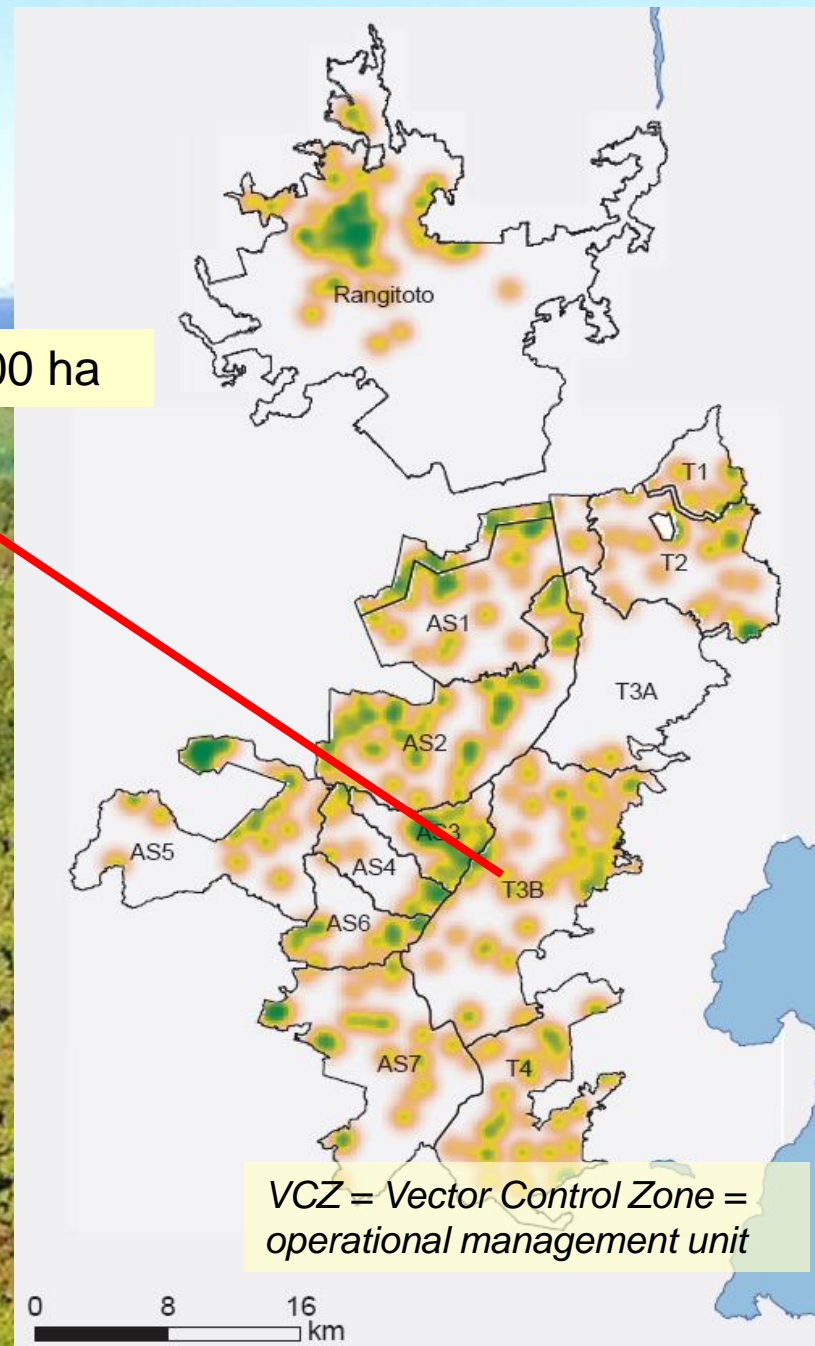 Rangitoto
00 ha
T1
T2
AS1
T3A
AS2
AS3
AS5
AS4
T3B
AS6
AS7
T4
VCZ = Vector Control Zone =
operational management unit
0 8 16
km